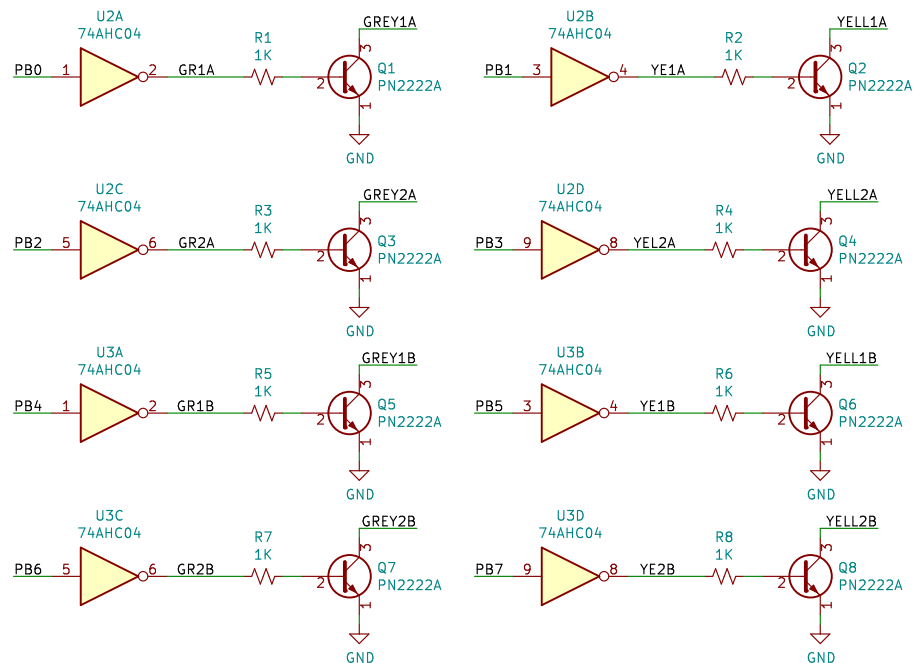 U2A
74AHC04
PB0 1 2 GR1A
R1
1K
GREY1A
3
2
1
Q1
PN2222A
GND
U2B
74AHC04
PB1 3 4 YE1A
R2
1K
YELL1A
3
2
1
Q2
PN2222A
GND
U2C
74AHC04
PB2 5 6 GR2A
R3
1K
GREY2A
3
2
1
Q3
PN2222A
GND
U2D
74AHC04
PB3 9 8 YEL2A
R4
1K
YELL2A
3
2
1
Q4
PN2222A
GND
U3A
74AHC04
PB4 1 2 GR1B
R5
1K
GREY1B
3
2
1
Q5
PN2222A
GND
U3B
74AHC04
PB5 3 4 YE1B
R6
1K
YELL1B
3
2
1
Q6
PN2222A
GND
U3C
74AHC04
PB6 5 6 GR2B
R7
1K
GREY2B
3
2
1
Q7
PN2222A
GND
U3D
74AHC04
PB7 9 8 YE2B
R8
1K
YELL2B
3
2
1
Q8
PN2222A
GND